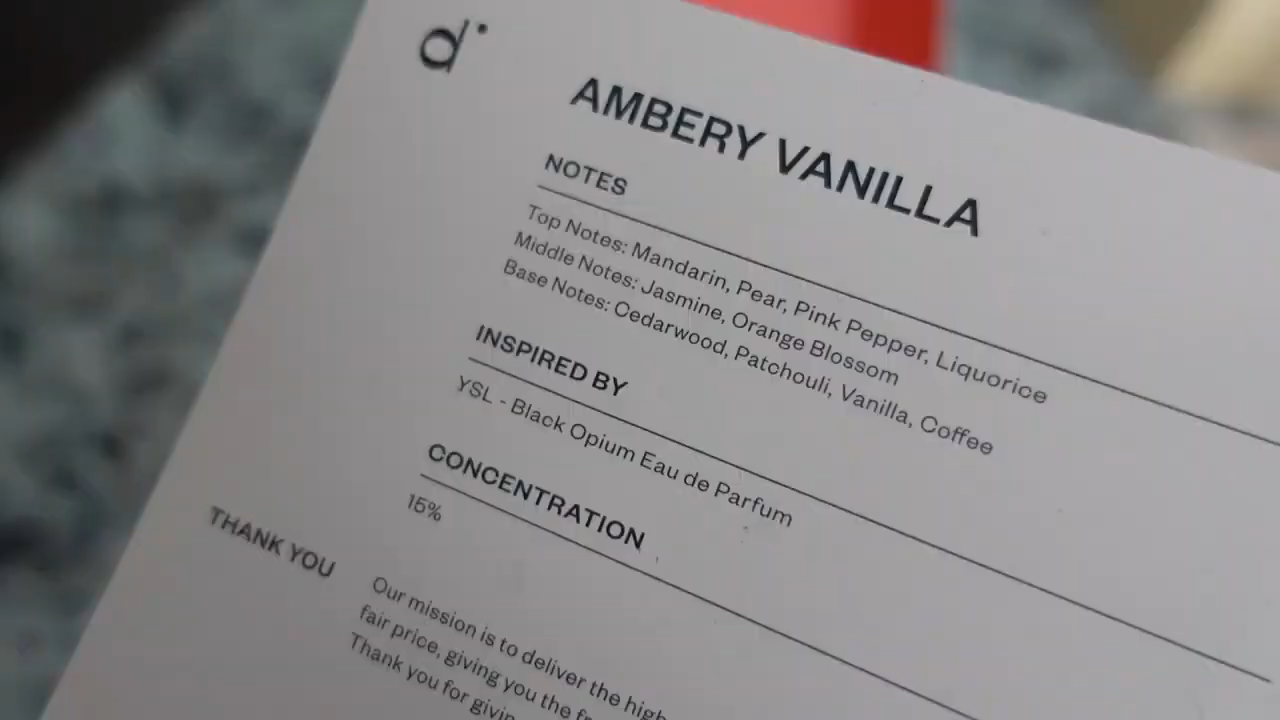 d·
AMBERY VANILLA
NOTES
Top Notes: Mandarin, Pear, Pink Pepper, Liquorice
Middle Notes: Jasmine, Orange Blossom
Base Notes: Cedarwood, Patchouli, Vanilla, Coffee
INSPIRED BY
YSL - Black Opium Eau de Parfum
CONCENTRATION
15%
THANK YOU
Our mission is to deliver the high
fair price, giving you the
Thank you for